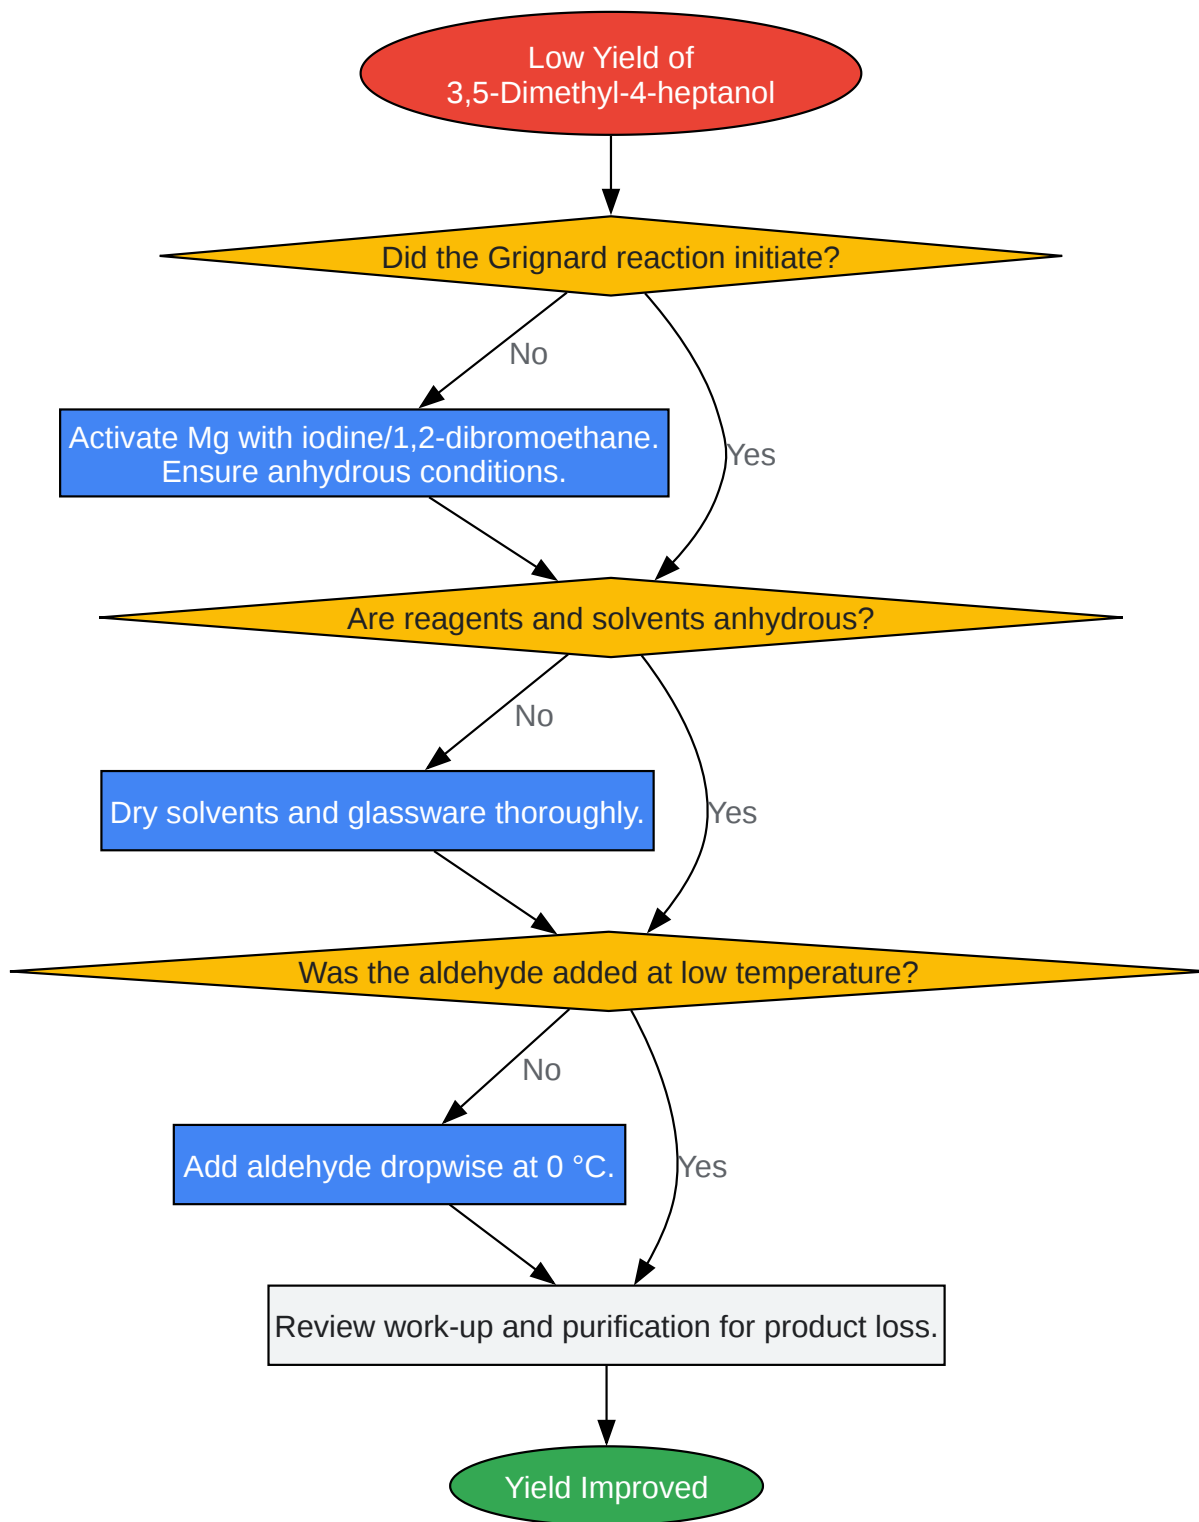 Low Yield of
3,5-Dimethyl-4-heptanol
Did the Grignard reaction initiate?
No
Activate Mg with iodine/1,2-dibromoethane.
Ensure anhydrous conditions.
Yes
Are reagents and solvents anhydrous?
No
Dry solvents and glassware thoroughly.
Yes
Was the aldehyde added at low temperature?
No
Add aldehyde dropwise at 0 °C.
Yes
Review work-up and purification for product loss.
Yield Improved